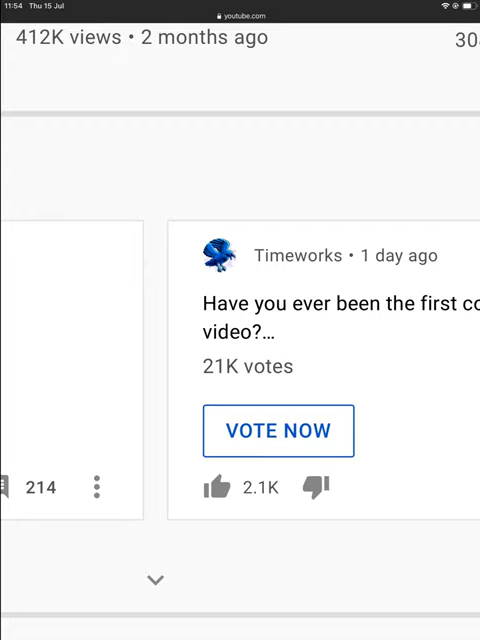 11:54 Thu 15 Jul
youtube.com
412K views • 2 months ago
30
Timeworks • 1 day ago
Have you ever been the first
video?...
21K votes
VOTE NOW
214
2.1K